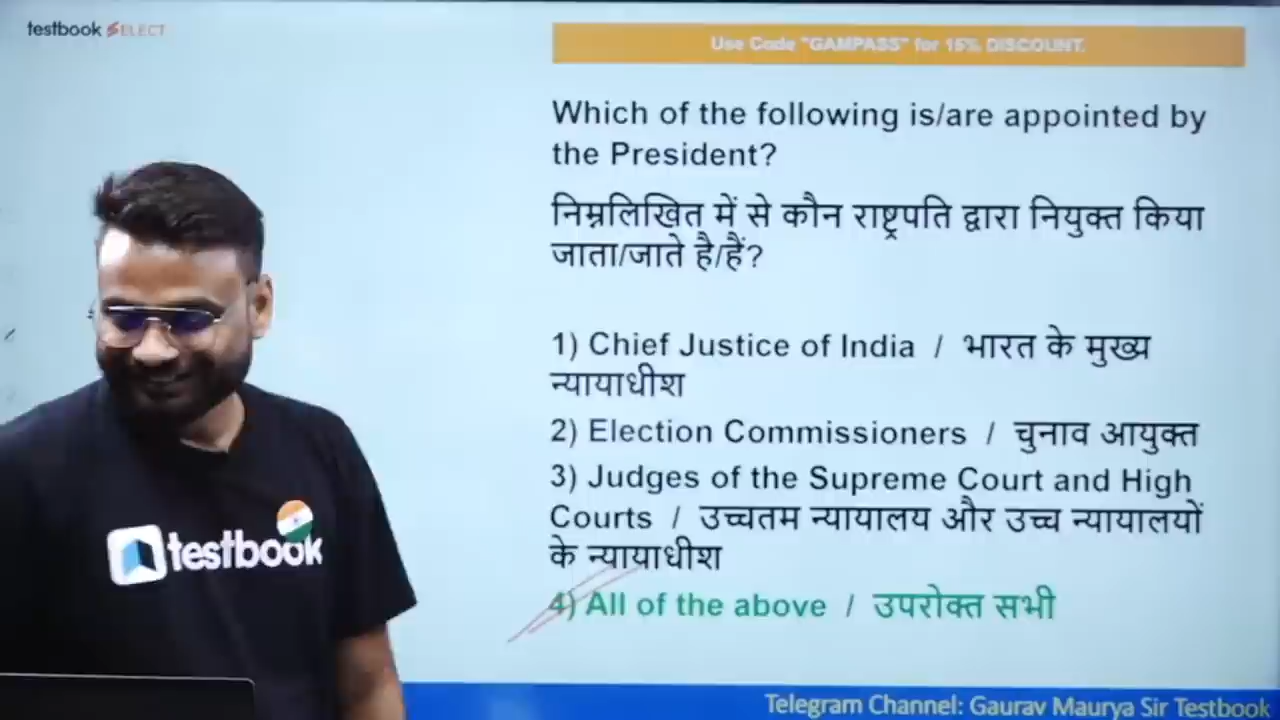 testbook SELECT
Use Code "GAMPASS" for 15% DISCOUNT.
Which of the following is/are appointed by
the President?
निम्नलिखित में से कौन राष्ट्रपति द्वारा नियुक्त किया
जाता/जाते है/हैं?
1) Chief Justice of India / भारत के मुख्य
न्यायाधीश
2) Election Commissioners / चुनाव आयुक्त
3) Judges of the Supreme Court and High
Courts / उच्चतम न्यायालय और उच्च न्यायालयों
के न्यायाधीश
4) All of the above / उपरोक्त सभी
testbook
Telegram Channel: Gaurav Maurya Sir Testbook